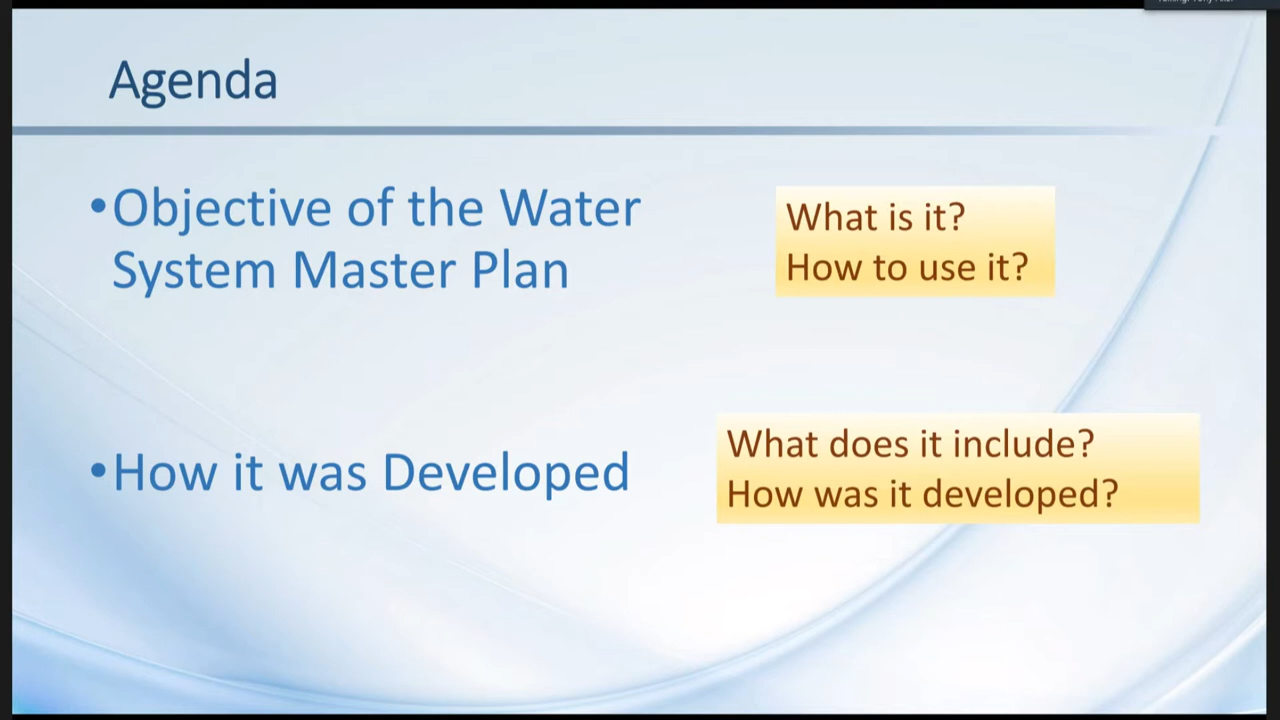 Agenda
•Objective of the Water
System Master Plan
What is it?
How to use it?
•How it was Developed
What does it include?
How was it developed?